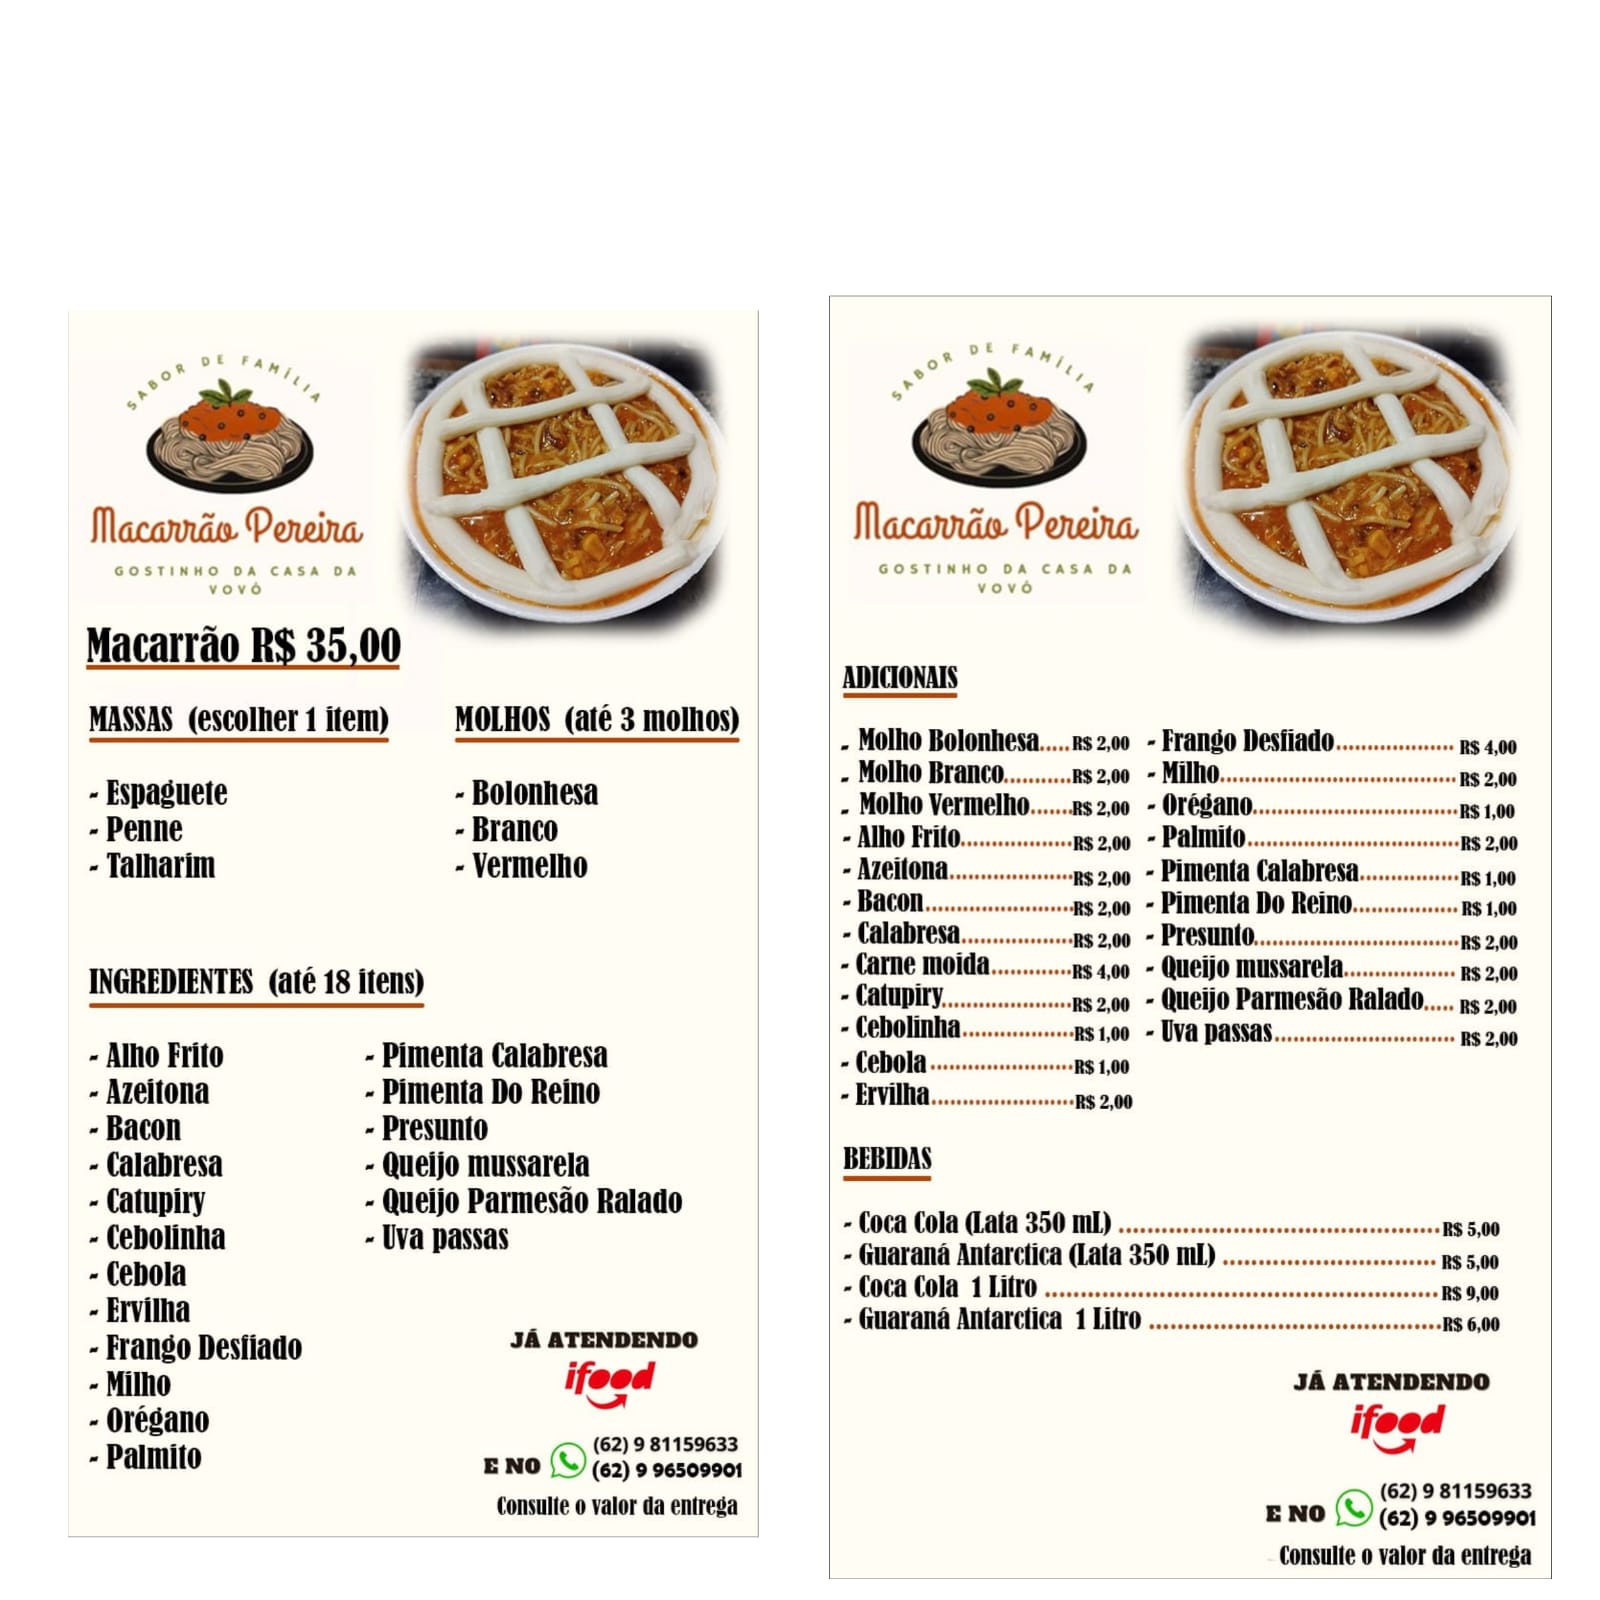 SABOR DE FAMÍLIA
Macarrão Pereira
GOSTINHO DA CASA DA
VOVÓ
Macarrão R$ 35,00
MASSAS (escolher 1 item)
- Espaguete
- Penne
- Talharim
MOLHOS (até 3 molhos)
- Bolonhesa
- Branco
- Vermelho
INGREDIENTES (até 18 itens)
- Alho Frito
- Azeitona
- Bacon
- Calabresa
- Catupiry
- Cebolinha
- Cebola
- Ervilha
- Frango Desfiado
- Milho
- Orégano
- Palmito
- Pimenta Calabresa
- Pimenta Do Reino
- Presunto
- Queijo mussarela
- Queijo Parmesão Ralado
- Uva passas
JÁ ATENDENDO
ifood
E NO (62) 9 81159633
(62) 9 96509901
Consulte o valor da entrega
SABOR DE FAMÍLIA
Macarrão Pereira
GOSTINHO DA CASA DA
VOVÓ
ADICIONAIS
- Molho Bolonhesa.....R$ 2,00
- Molho Branco...........R$ 2,00
- Molho Vermelho.......R$ 2,00
- Alho Frito..................R$ 2,00
- Azeitona....................R$ 2,00
- Bacon........................R$ 2,00
- Calabresa..................R$ 2,00
- Carne moida.............R$ 4,00
- Catupiry.....................R$ 2,00
- Cebolinha..................R$ 1,00
- Cebola .......................R$ 1,00
- Ervilha.......................R$ 2,00
- Frango Desfiado................... R$ 4,00
- Milho...................................... R$ 2,00
- Orégano.................................R$ 1,00
- Palmito..................................R$ 2,00
- Pimenta Calabresa................R$ 1,00
- Pimenta Do Reino................. R$ 1,00
- Presunto.................................R$ 2,00
- Queijo mussarela.................. R$ 2,00
- Queijo Parmesão Ralado..... R$ 2,00
- Uva passas............................. R$ 2,00
BEBIDAS
- Coca Cola (Lata 350 mL) ....................................................R$ 5,00
- Guaraná Antarctica (Lata 350 mL) ................................... R$ 5,00
- Coca Cola 1 Litro ................................................................ R$ 9,00
- Guaraná Antarctica 1 Litro ...............................................R$ 6,00
JÁ ATENDENDO
ifood
E NO (62) 9 81159633
(62) 9 96509901
Consulte o valor da entrega